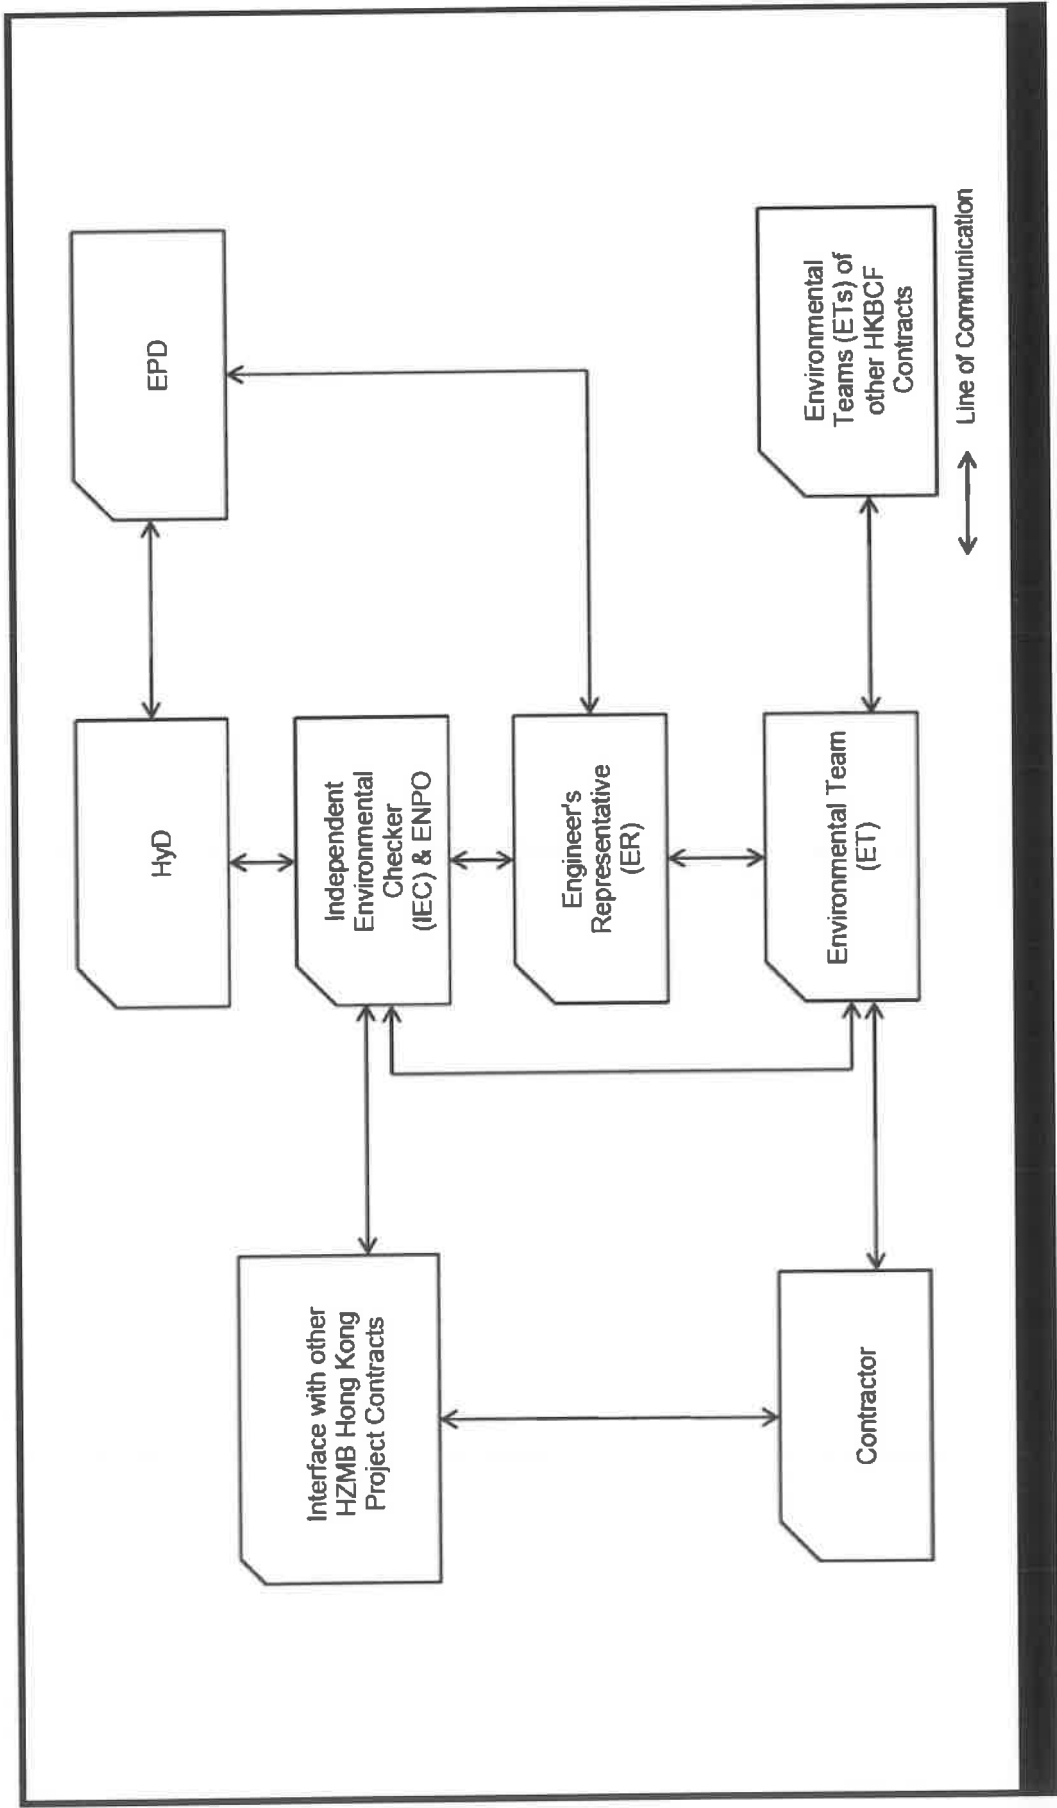 HyD
EPD
Interface with other
HZMB Hong Kong
Project Contracts
Independent
Environmental
Checker
(IEC) & ENPO
Engineer's
Representative
(ER)
Contractor
Environmental Team
(ET)
Environmental
Teams (ETs) of
other HKBCF
Contracts
Line of Communication